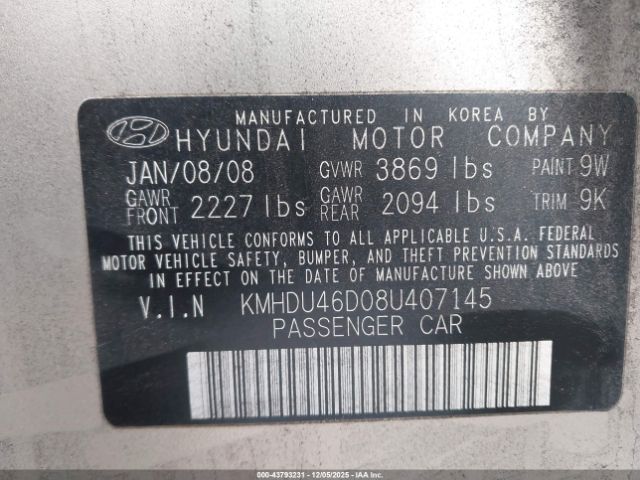 MANUFACTURED IN KOREA BY
HYUNDAI MOTOR COMPANY
JAN/08/08 GVWR 3869 lbs PAINT 9W
GAWR FRONT 2227 lbs GAWR REAR 2094 lbs TRIM 9K
THIS VEHICLE CONFORMS TO ALL APPLICABLE U.S.A. FEDERAL
MOTOR VEHICLE SAFETY, BUMPER, AND THEFT PREVENTION STANDARDS
IN EFFECT ON THE DATE OF MANUFACTURE SHOWN ABOVE
V.I.N KMHDU46D08U407145
PASSENGER CAR
000-43793231 - 12/05/2025 - COPART.COM